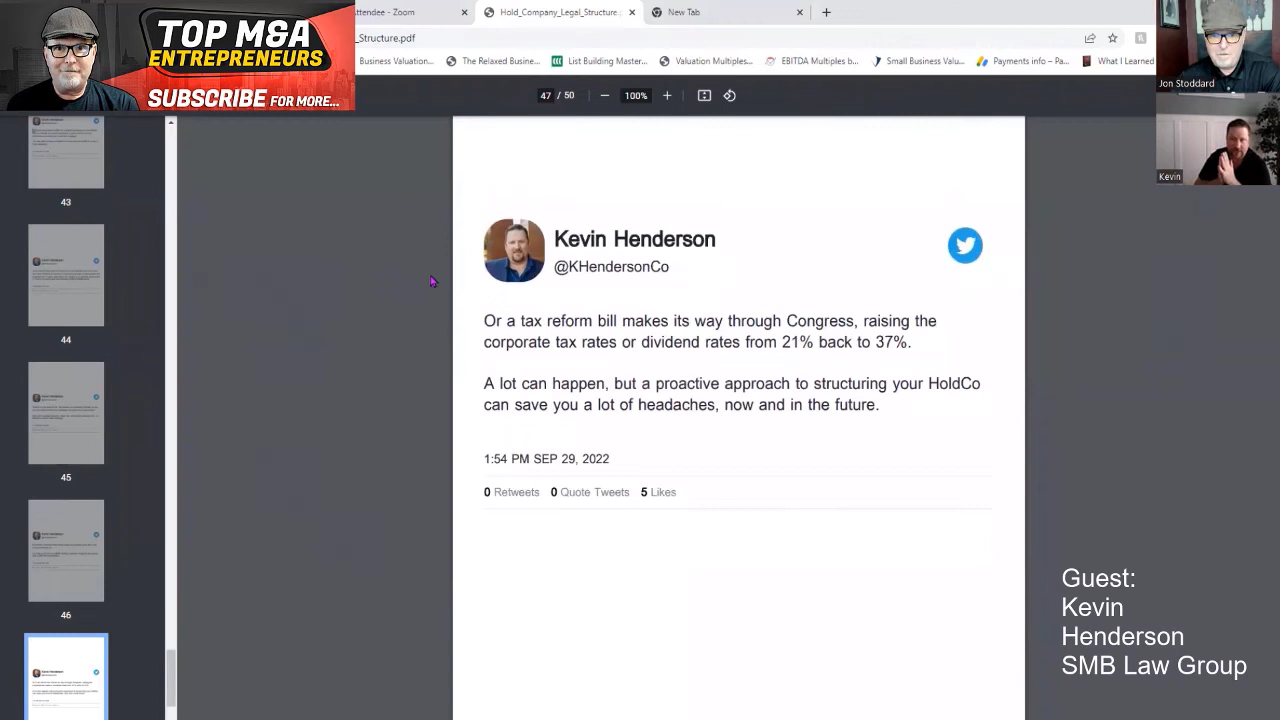 TOP M&A
ENTREPRENEURS
SUBSCRIBE FOR MORE...
ttendee - Zoom
Hold_Company_Legal_Structure.
New Tab
_Structure.pdf
Business Valuation...
The Relaxed Busine...
List Building Master...
Valuation Multiples...
EBITDA Multiples b...
Small Business Valu...
Payments info – Pa...
What I Learned
47 / 50
100%
Jon Stoddard
Kevin
43
44
45
46
Kevin Henderson
@KHendersonCo
Or a tax reform bill makes its way through Congress, raising the
corporate tax rates or dividend rates from 21% back to 37%.
A lot can happen, but a proactive approach to structuring your HoldCo
can save you a lot of headaches, now and in the future.
1:54 PM SEP 29, 2022
0 Retweets 0 Quote Tweets 5 Likes
Guest:
Kevin
Henderson
SMB Law Group